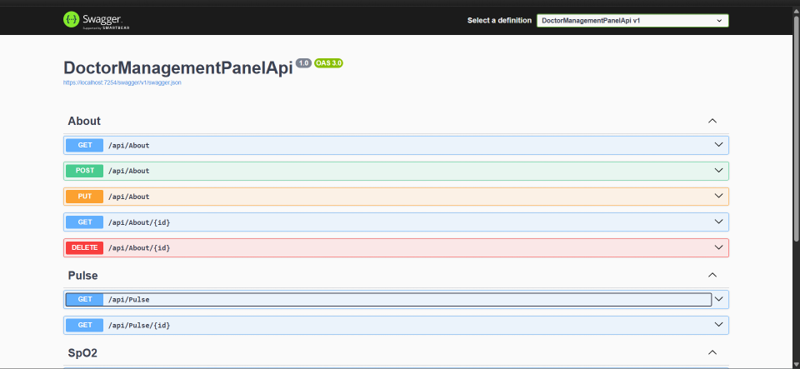 Swagger.
Supported by SMARTBEAR
Select a definition
DoctorManagementPanelApi v1
DoctorManagementPanelApi 1.0 OAS 3.0
https://localhost:7254/swagger/v1/swagger.json
About
GET /api/About
POST /api/About
PUT /api/About
GET /api/About/{id}
DELETE /api/About/{id}
Pulse
GET /api/Pulse
GET /api/Pulse/{id}
SpO2